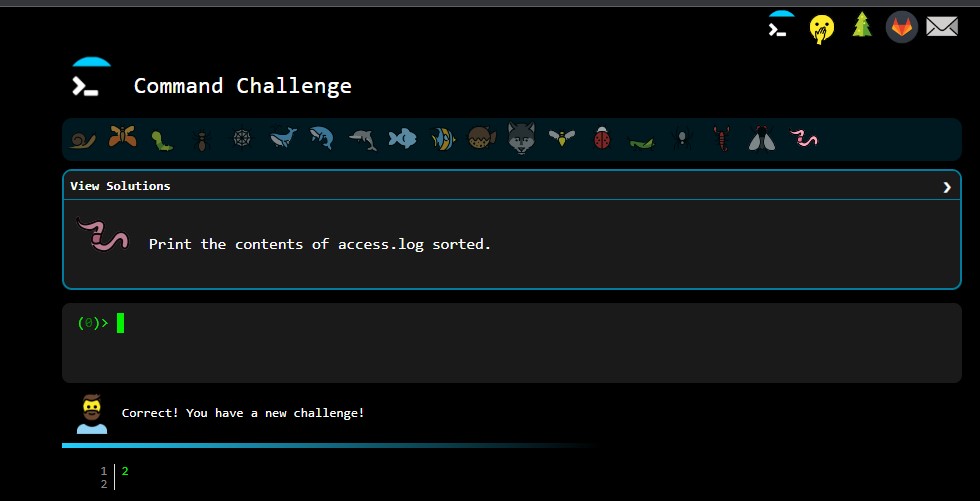 Command Challenge
View Solutions
Print the contents of access.log sorted.
(0)>
Correct! You have a new challenge!
1 2
2